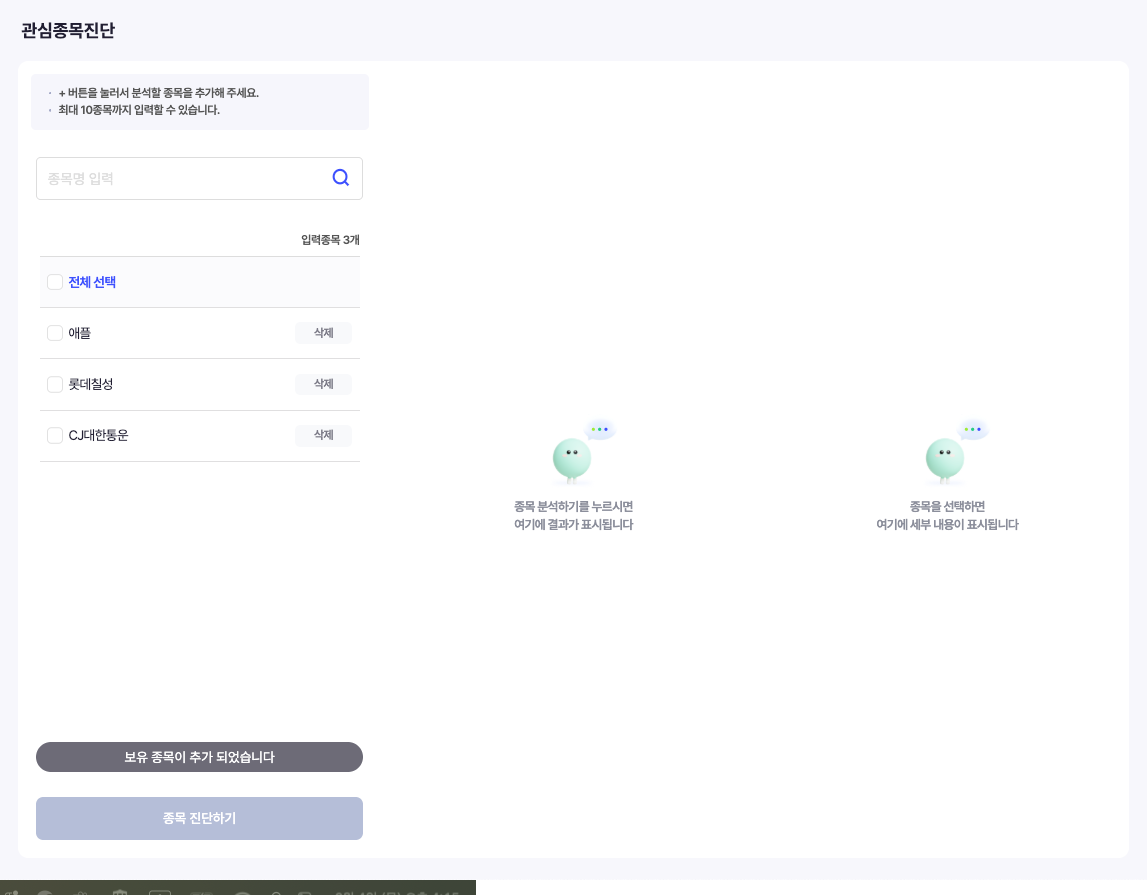 관심종목진단
· + 버튼을 눌러서 분석할 종목을 추가해 주세요.
· 최대 10종목까지 입력할 수 있습니다.
종목명 입력
입력종목 3개
전체 선택
애플
삭제
롯데칠성
삭제
CJ대한통운
삭제
종목 분석하기를 누르시면
여기에 결과가 표시됩니다
종목을 선택하면
여기에 세부 내용이 표시됩니다
보유 종목이 추가 되었습니다
종목 진단하기